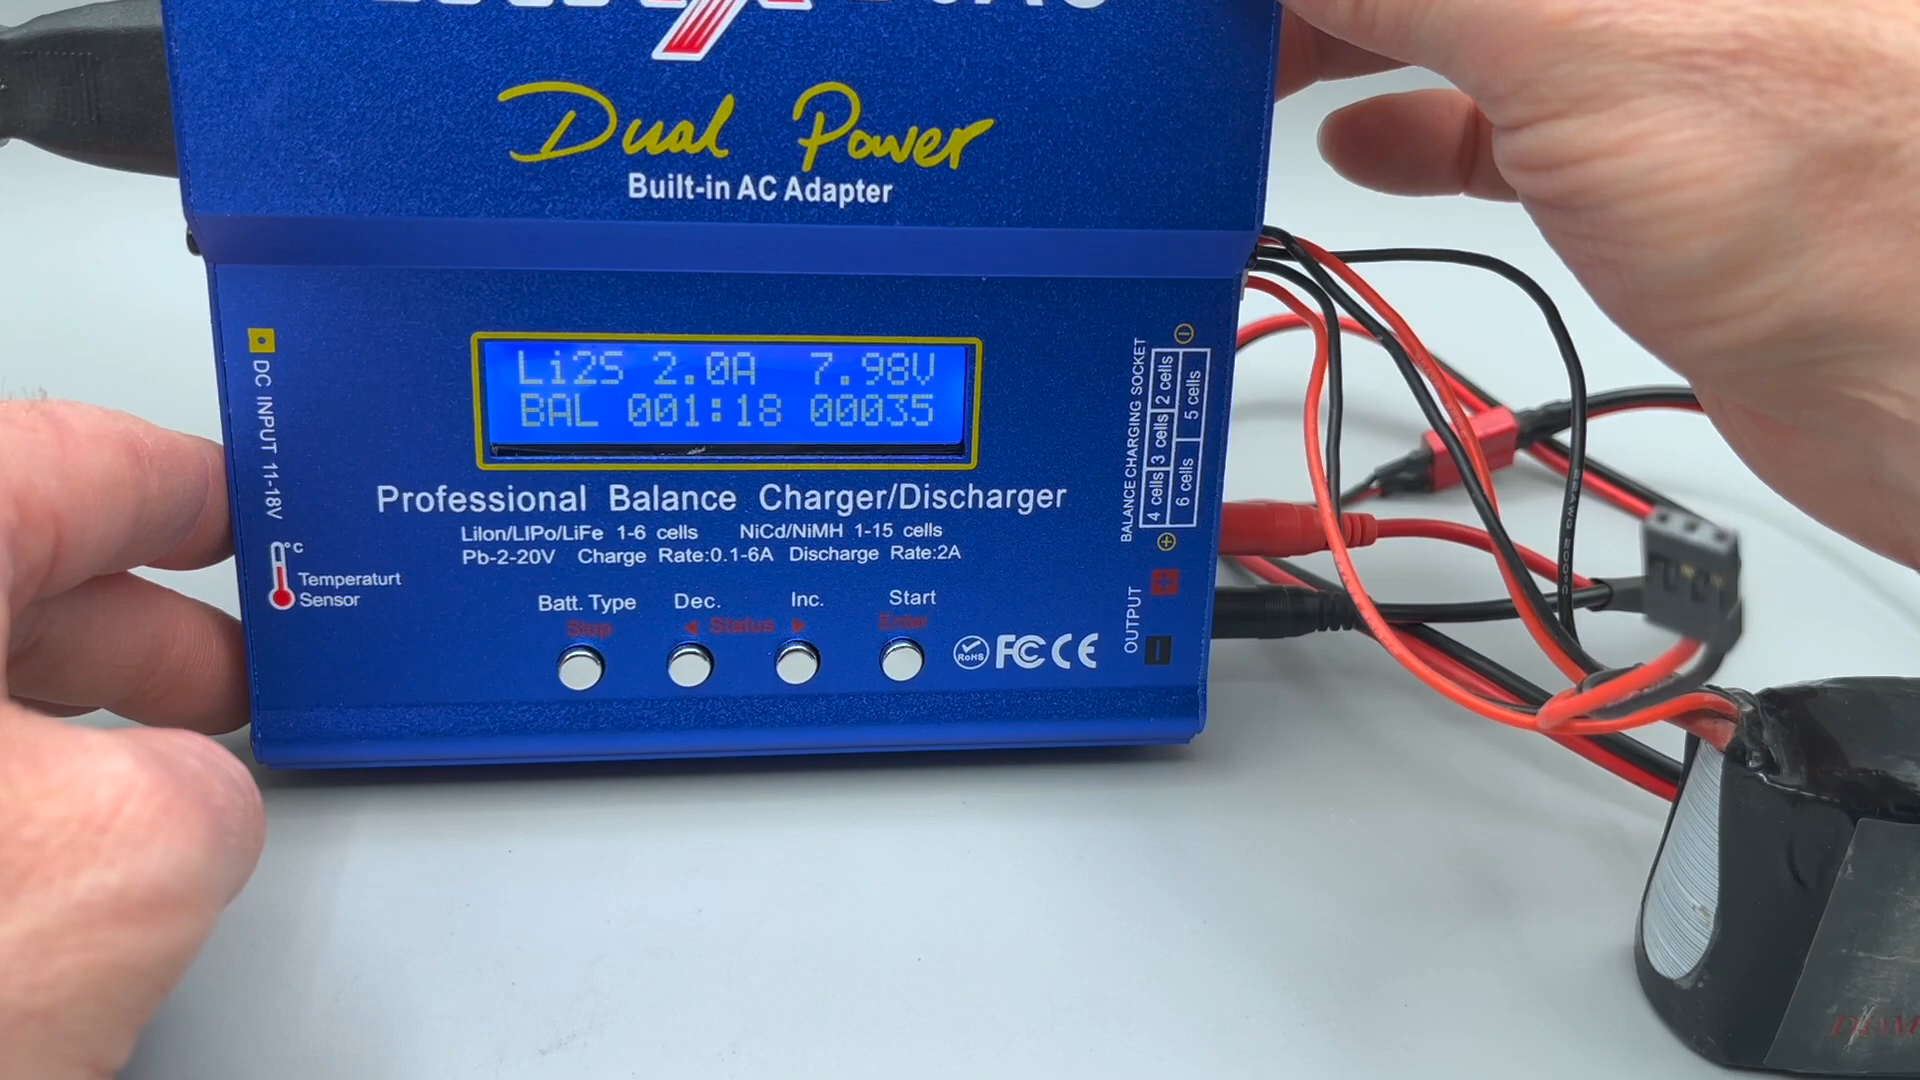 Dual Power
Built-in AC Adapter
DC INPUT 11-18V
Li2S 2.0A 7.98V
BAL 001:18 00035
Professional Balance Charger/Discharger
LiIon/LIPo/LiFe 1-6 cells NiCd/NiMH 1-15 cells
Pb-2-20V Charge Rate:0.1-6A Discharge Rate:2A
°C
Temperaturt
Sensor
Batt. Type Dec. Inc. Start
Stop Status Enter
RoHS FC CE
BALANCE CHARGING SOCKET
4 cells 3 cells 2 cells
6 cells 5 cells
OUTPUT